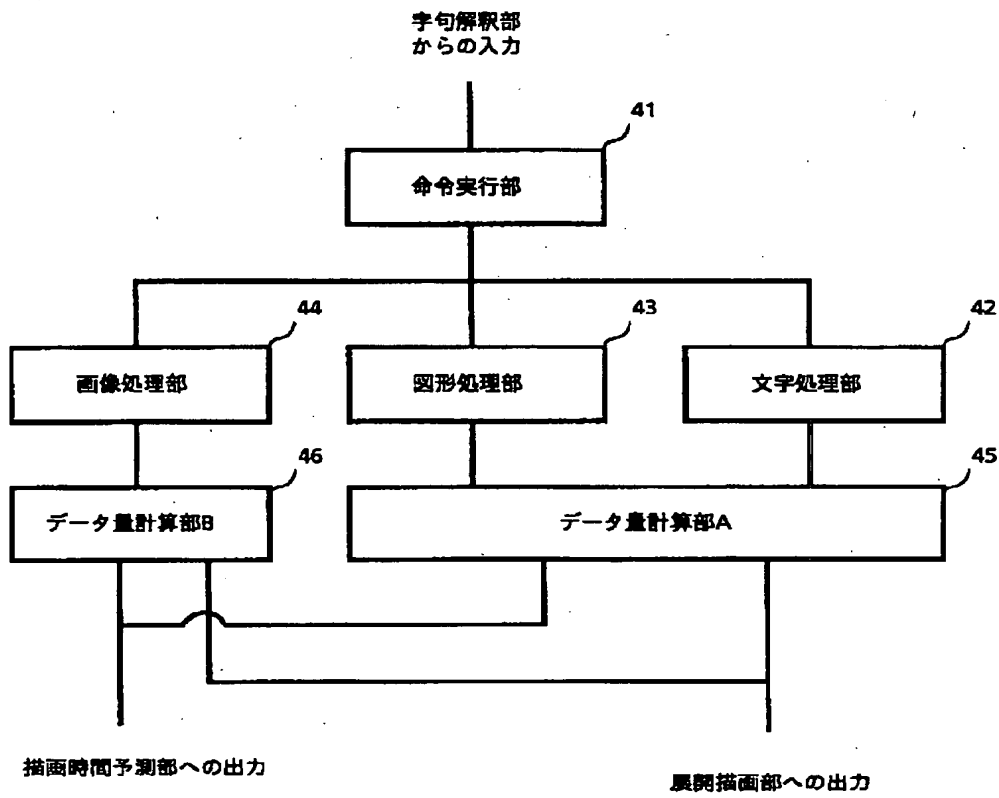 字句解釈部
からの入力
41
命令実行部
44
43
42
画像処理部
図形処理部
文字処理部
46
45
データ量計算部B
データ量計算部A
描画時間予測部への出力
展開描画部への出力